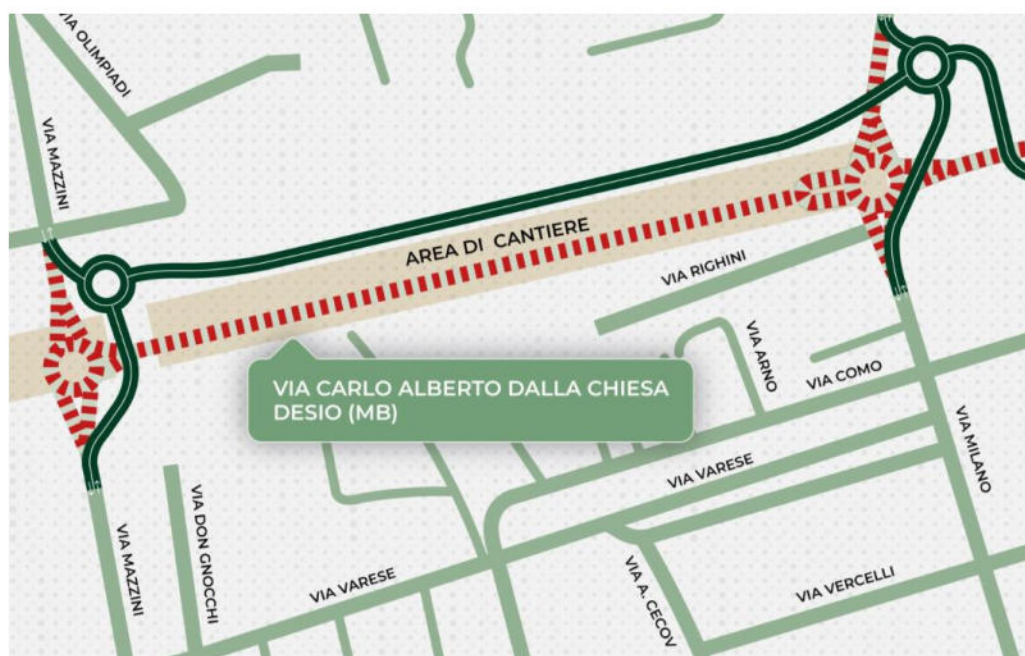 VIA OLIMPIADI
VIA MAZZINI
AREA DI CANTIERE
VIA RIGHINI
VIA ARNO
VIA CARLO ALBERTO DALLA CHIESA
DESIO (MB)
VIA COMO
VIA MILANO
VIA VARESE
VIA MAZZINI
VIA DON GNOCCHI
VIA VARESE
VIA A. CECOV
VIA VERCELLI